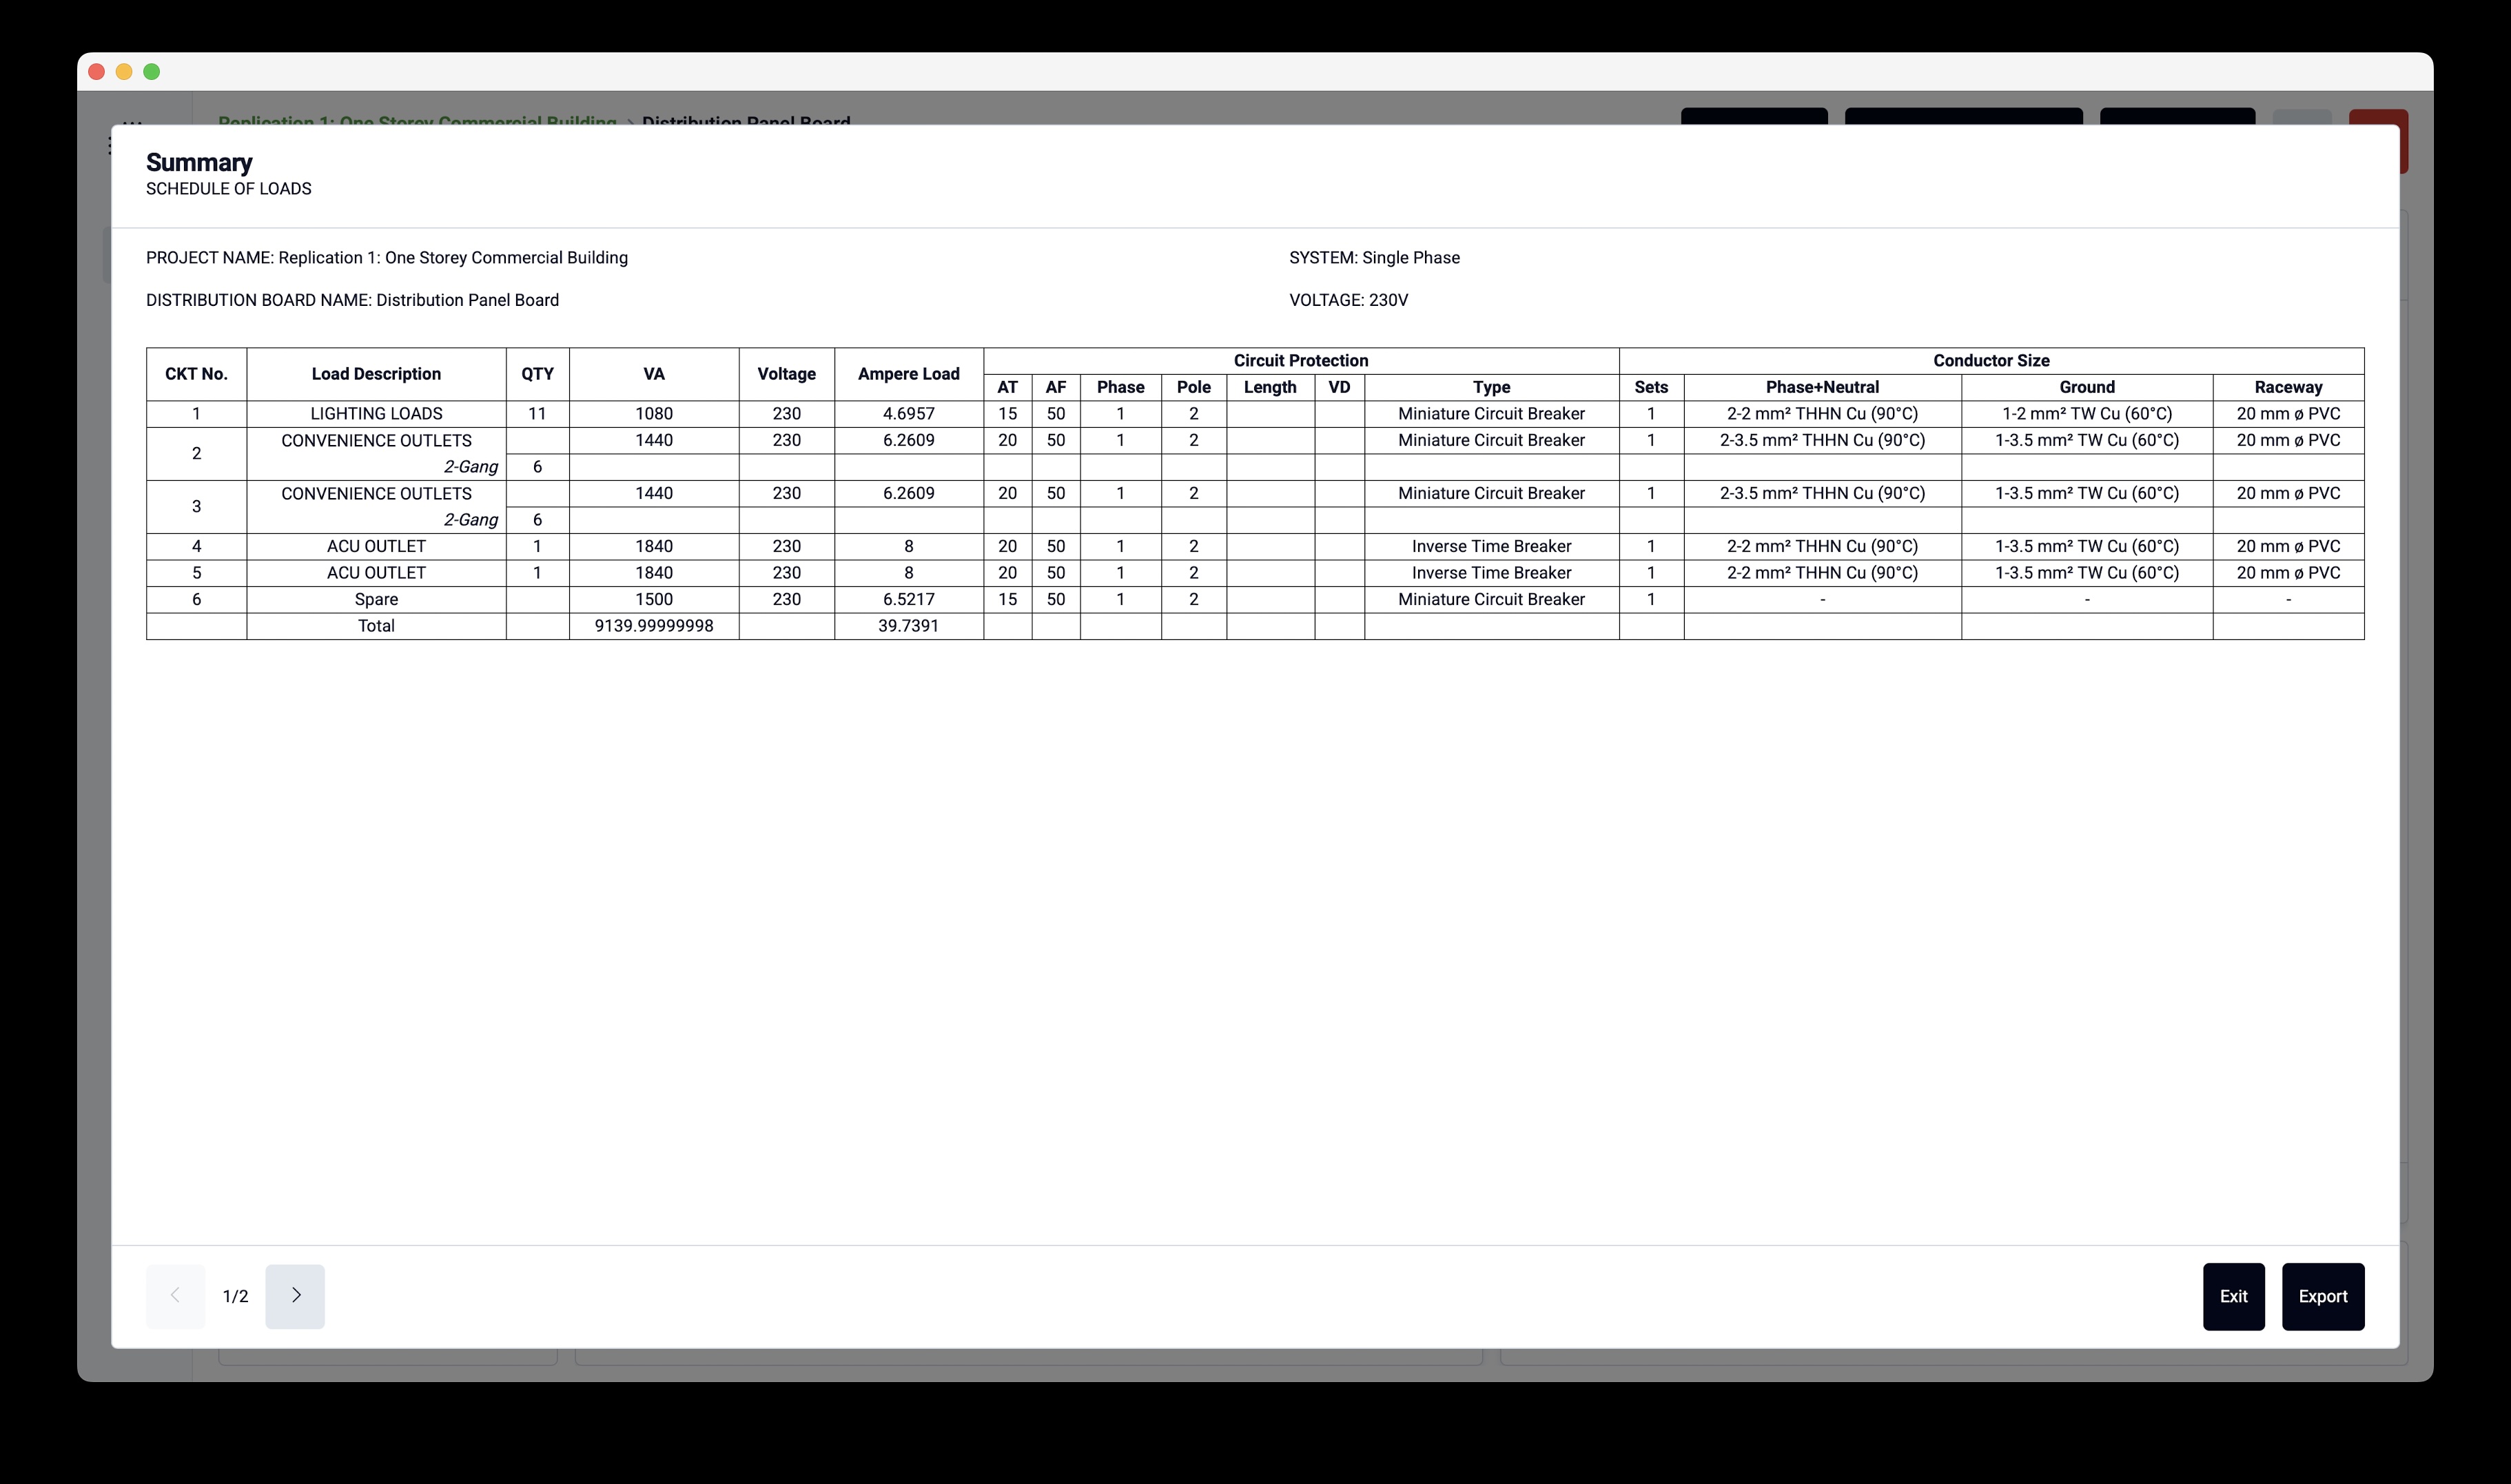 Replication 1: One Storey Commercial Building > Distribution Panel Board
Summary
SCHEDULE OF LOADS
PROJECT NAME: Replication 1: One Storey Commercial Building
SYSTEM: Single Phase
DISTRIBUTION BOARD NAME: Distribution Panel Board
VOLTAGE: 230V
CKT No. Load Description QTY VA Voltage Ampere Load Circuit Protection Conductor Size
AT AF Phase Pole Length VD Type Sets Phase+Neutral Ground Raceway
1 LIGHTING LOADS 11 1080 230 4.6957 15 50 1 2 Miniature Circuit Breaker 1 2-2 mm² THHN Cu (90°C) 1-2 mm² TW Cu (60°C) 20 mm ø PVC
2 CONVENIENCE OUTLETS 1440 230 6.2609 20 50 1 2 Miniature Circuit Breaker 1 2-3.5 mm² THHN Cu (90°C) 1-3.5 mm² TW Cu (60°C) 20 mm ø PVC
2-Gang 6
3 CONVENIENCE OUTLETS 1440 230 6.2609 20 50 1 2 Miniature Circuit Breaker 1 2-3.5 mm² THHN Cu (90°C) 1-3.5 mm² TW Cu (60°C) 20 mm ø PVC
2-Gang 6
4 ACU OUTLET 1 1840 230 8 20 50 1 2 Inverse Time Breaker 1 2-2 mm² THHN Cu (90°C) 1-3.5 mm² TW Cu (60°C) 20 mm ø PVC
5 ACU OUTLET 1 1840 230 8 20 50 1 2 Inverse Time Breaker 1 2-2 mm² THHN Cu (90°C) 1-3.5 mm² TW Cu (60°C) 20 mm ø PVC
6 Spare 1500 230 6.5217 15 50 1 2 Miniature Circuit Breaker 1 - - -
Total 9139.99999998 39.7391
1/2
Exit
Export